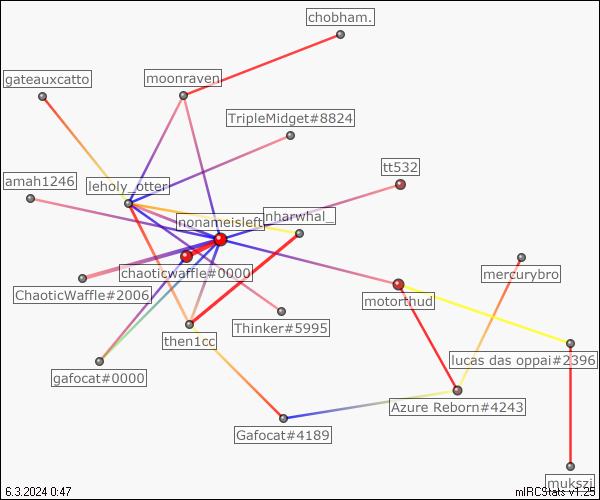 chobham.
gateauxcatto
moonraven
TripleMidget#8824
tt532
amah1246
leholy_otter
nonameisleft
nharwhal_
mercurybro
chaoticwaffle#0000
ChaoticWaffle#2006
motorthud
Thinker#5995
then1cc
lucas das oppai#2396
gafocat#0000
Azure Reborn#4243
Gafocat#4189
mukszi
6.3.2024 0:47
mIRCStats v1.25